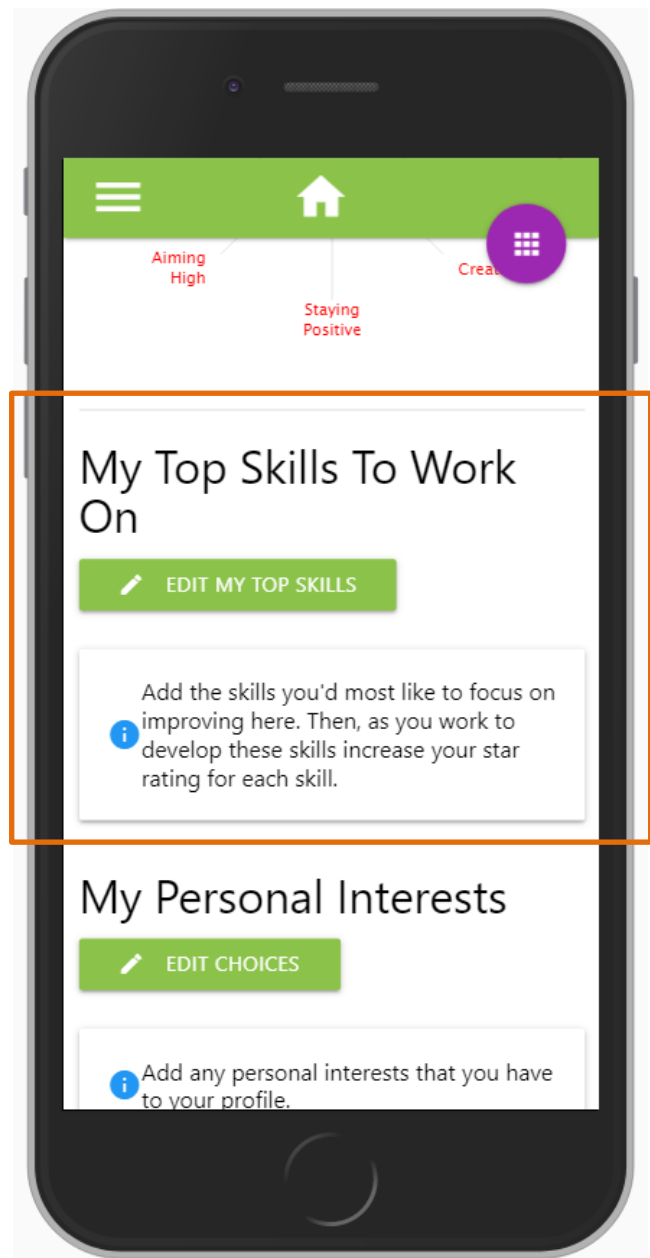 Aiming
High
Staying
Positive
My Top Skills To Work
On
EDIT MY TOP SKILLS
Add the skills you'd most like to focus on
improving here. Then, as you work to
develop these skills increase your star
rating for each skill.
My Personal Interests
EDIT CHOICES
Add any personal interests that you have
to your profile.